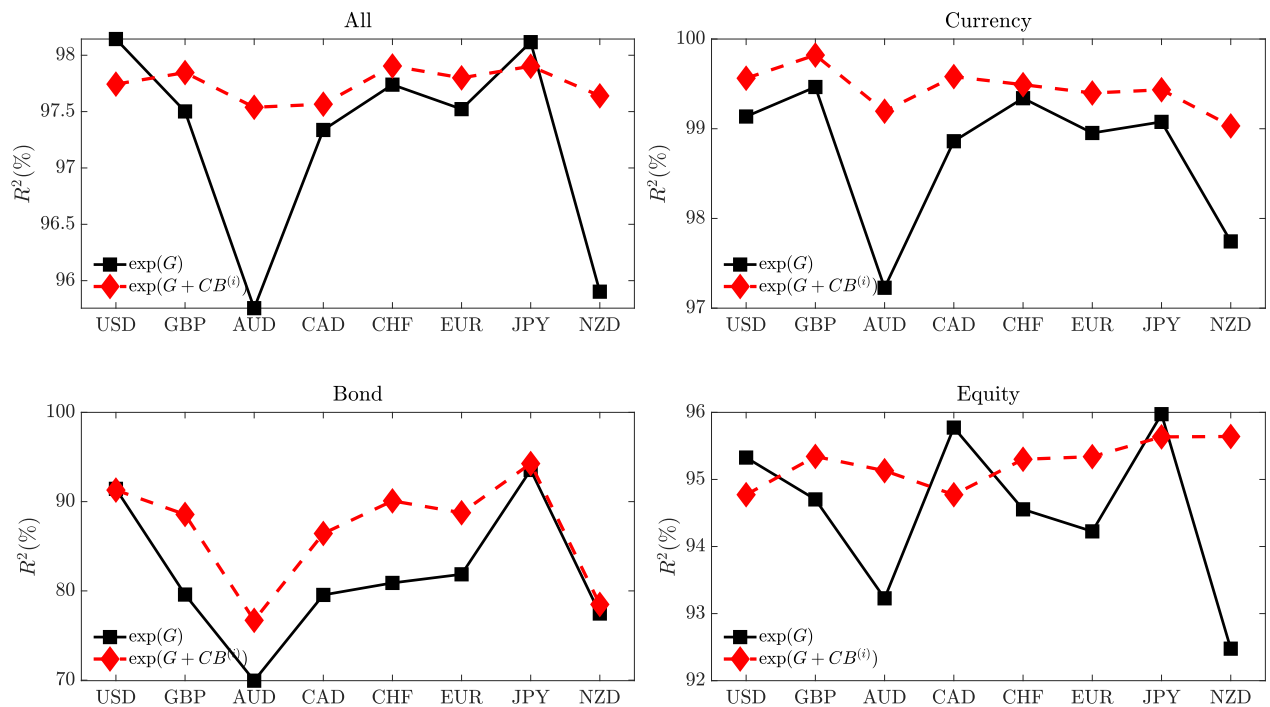 All
R²(%)
98
97.5
97
96.5
96
exp(G)
exp(G + CB⁽ⁱ⁾)
USD GBP AUD CAD CHF EUR JPY NZD
Currency
R²(%)
100
99
98
97
exp(G)
exp(G + CB⁽ⁱ⁾)
USD GBP AUD CAD CHF EUR JPY NZD
Bond
R²(%)
100
90
80
70
exp(G)
exp(G + CB⁽ⁱ⁾)
USD GBP AUD CAD CHF EUR JPY NZD
Equity
R²(%)
96
95
94
93
92
exp(G)
exp(G + CB⁽ⁱ⁾)
USD GBP AUD CAD CHF EUR JPY NZD